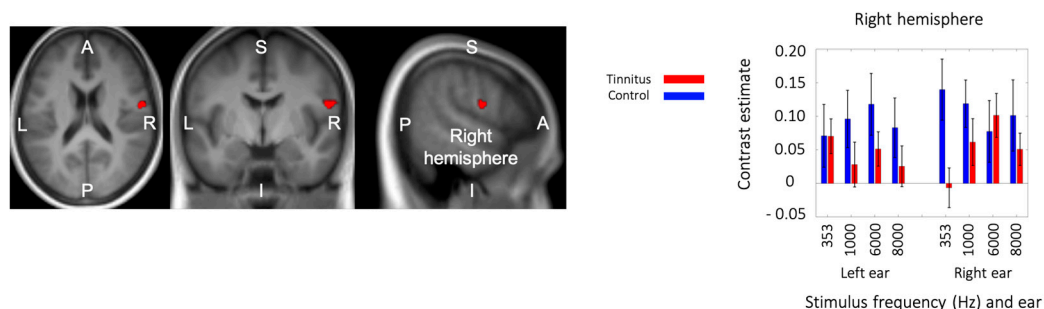 A
L
R
P
S
L
R
I
S
P
A
Right
hemisphere
I
Tinnitus
Control
Right hemisphere
Contrast estimate
0.20
0.15
0.10
0.05
0
- 0.05
353
1000
6000
8000
353
1000
6000
8000
Left ear
Right ear
Stimulus frequency (Hz) and ear